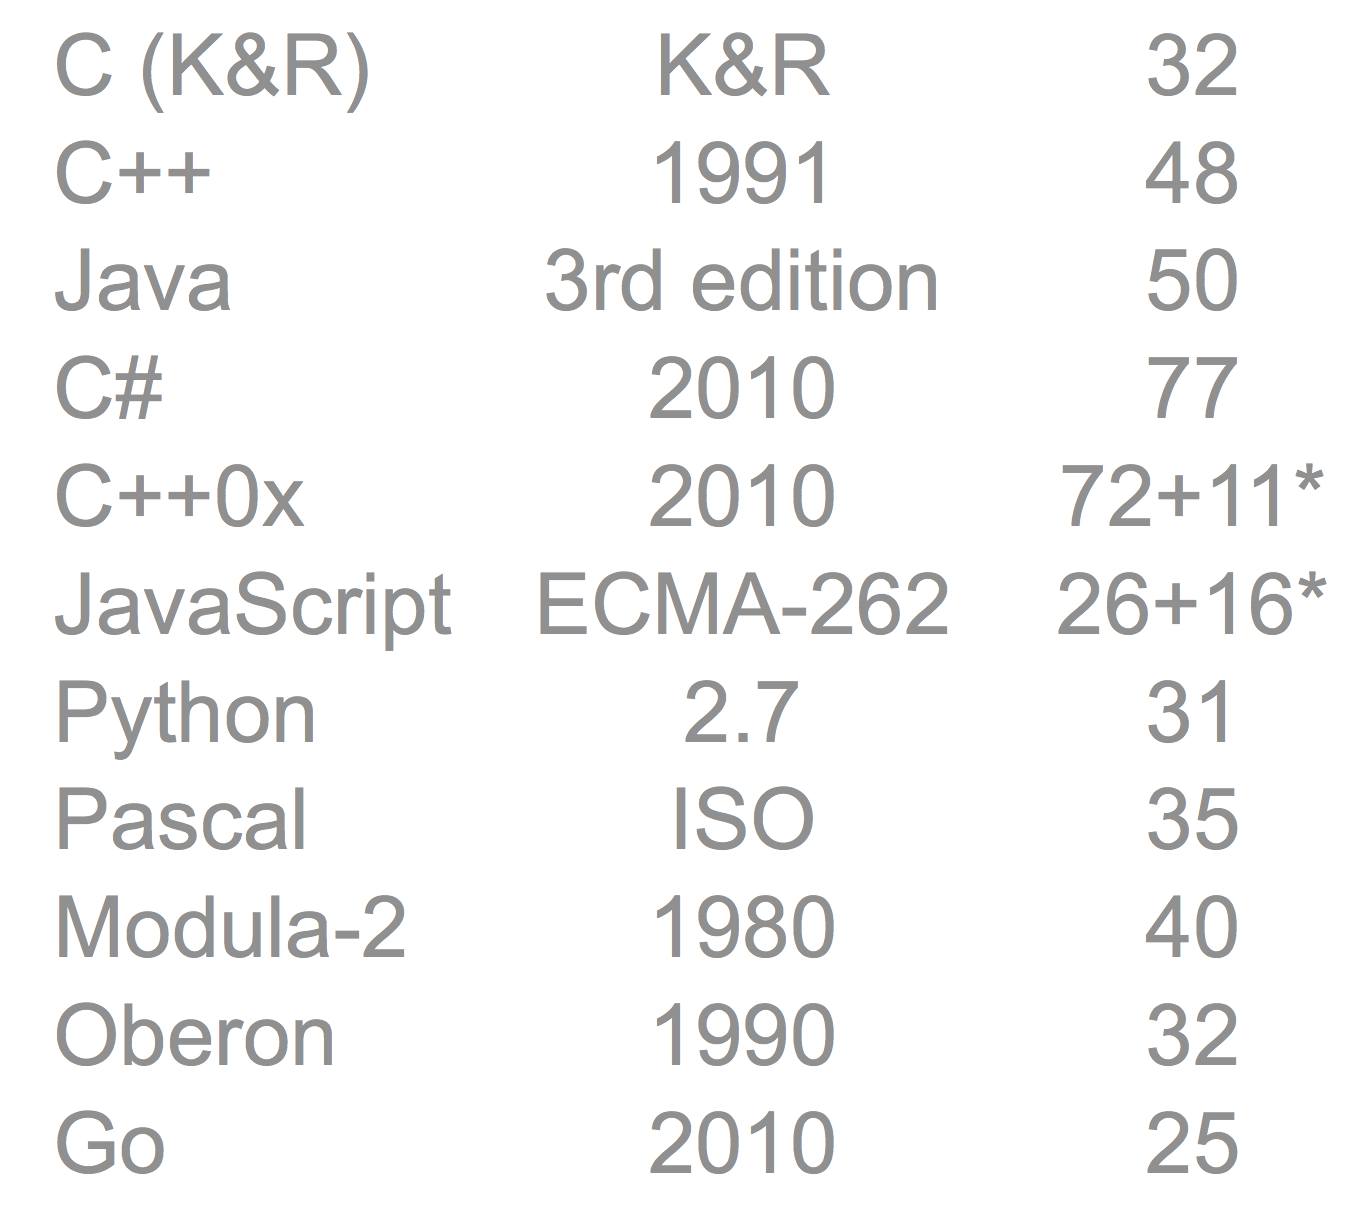 C (K&R) K&R 32
C++ 1991 48
Java 3rd edition 50
C# 2010 77
C++0x 2010 72+11*
JavaScript ECMA-262 26+16*
Python 2.7 31
Pascal ISO 35
Modula-2 1980 40
Oberon 1990 32
Go 2010 25